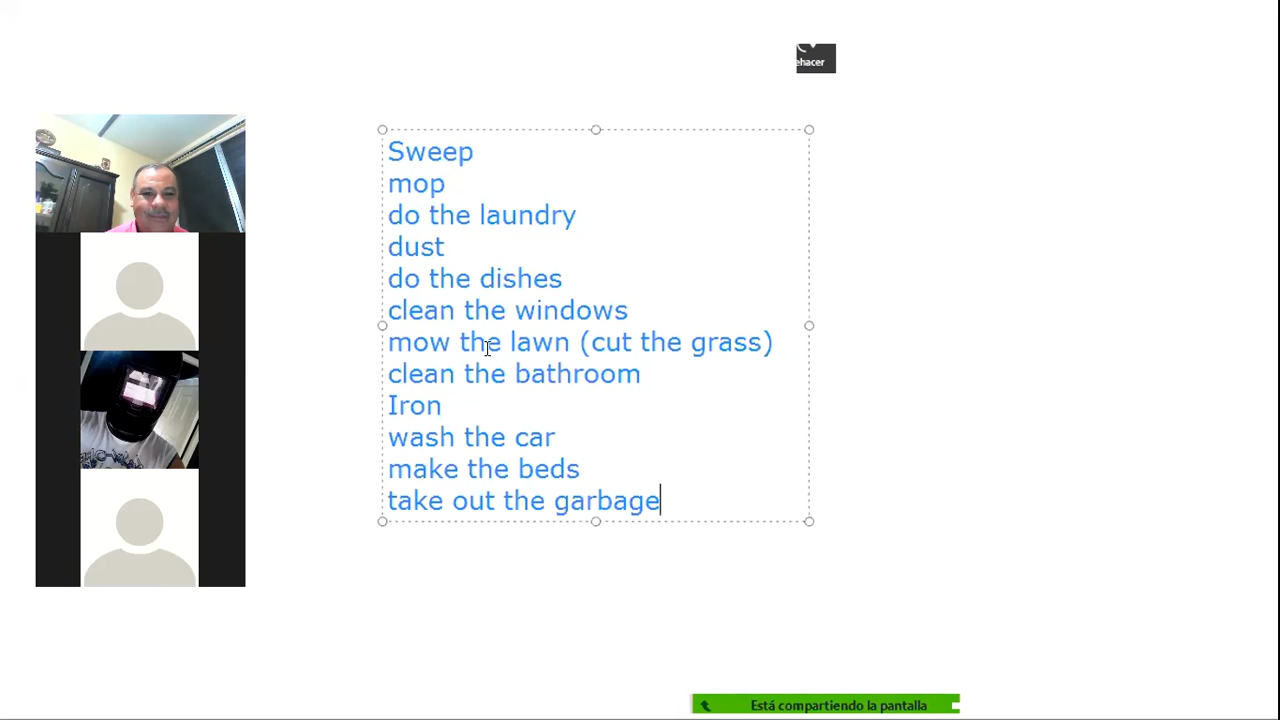 ehacer
Sweep
mop
do the laundry
dust
do the dishes
clean the windows
mow the lawn (cut the grass)
clean the bathroom
Iron
wash the car
make the beds
take out the garbage
Está compartiendo la pantalla